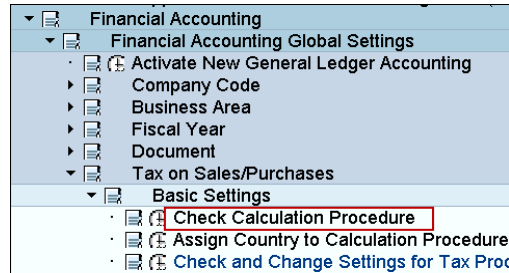 Financial Accounting
Financial Accounting Global Settings
Activate New General Ledger Accounting
Company Code
Business Area
Fiscal Year
Document
Tax on Sales/Purchases
Basic Settings
Check Calculation Procedure
Assign Country to Calculation Procedure
Check and Change Settings for Tax Proc